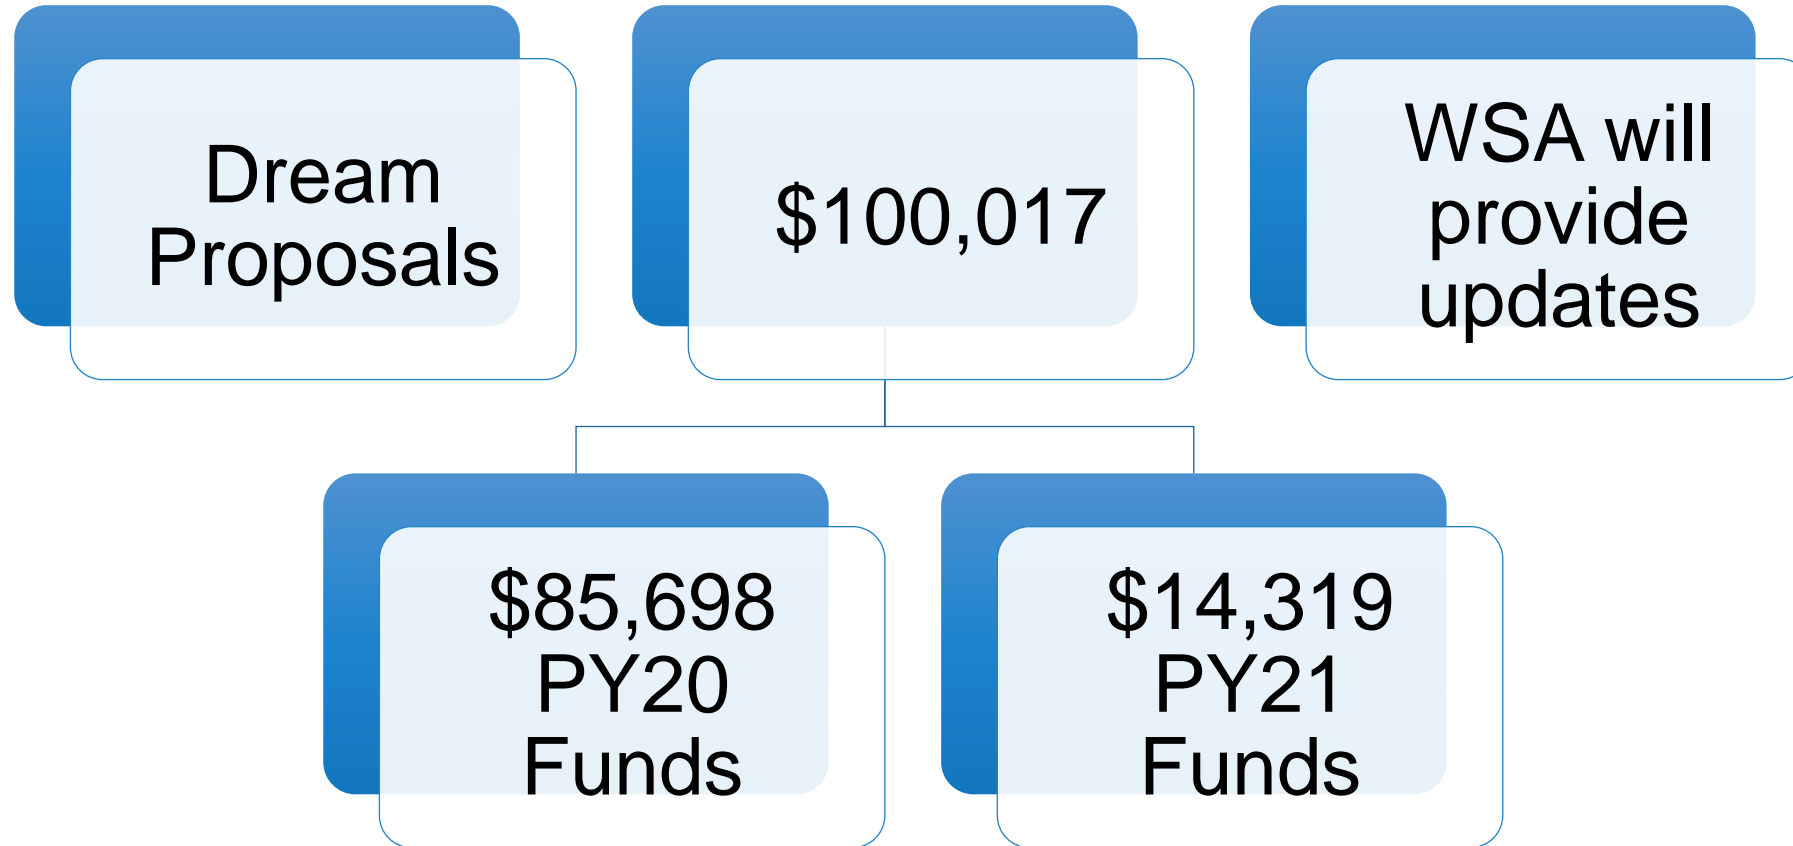 Dream
Proposals
$100,017
WSA will
provide
updates
$85,698
PY20
Funds
$14,319
PY21
Funds